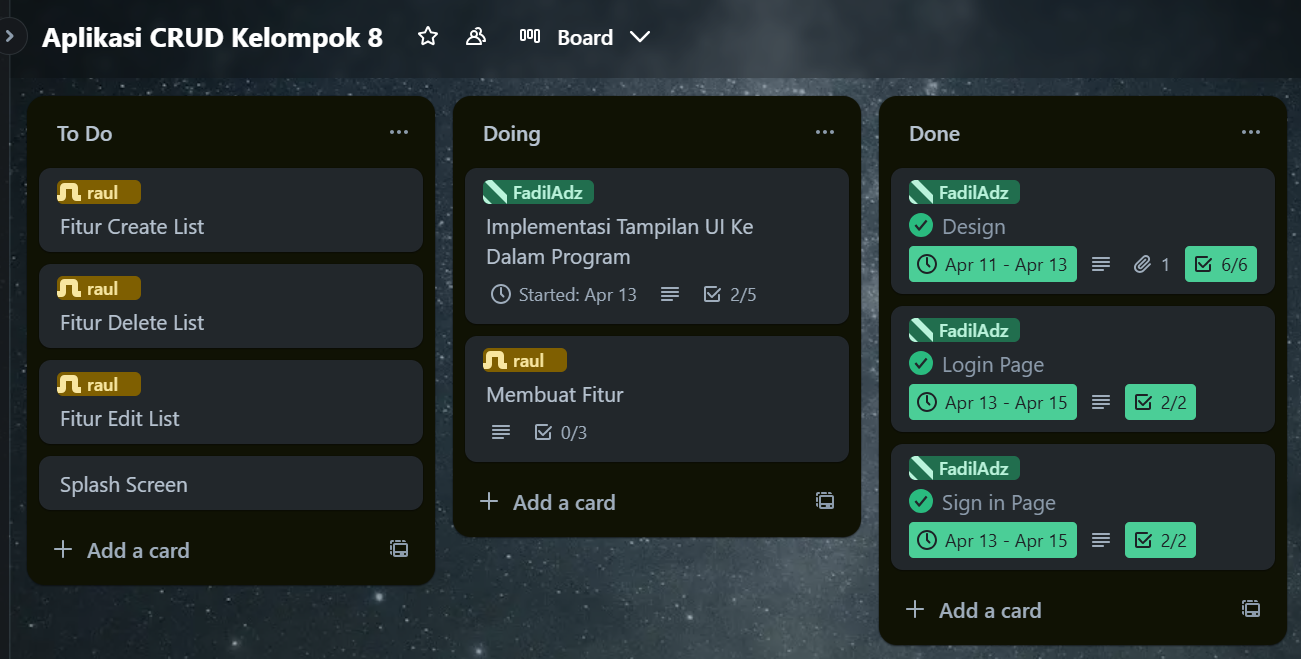 Aplikasi CRUD Kelompok 8
Board
To Do
raul
Fitur Create List
raul
Fitur Delete List
raul
Fitur Edit List
Splash Screen
Add a card
Doing
FadilAdz
Implementasi Tampilan UI Ke
Dalam Program
Started: Apr 13 2/5
raul
Membuat Fitur
0/3
Add a card
Done
FadilAdz
Design
Apr 11 - Apr 13 1 6/6
FadilAdz
Login Page
Apr 13 - Apr 15 2/2
FadilAdz
Sign in Page
Apr 13 - Apr 15 2/2
Add a card